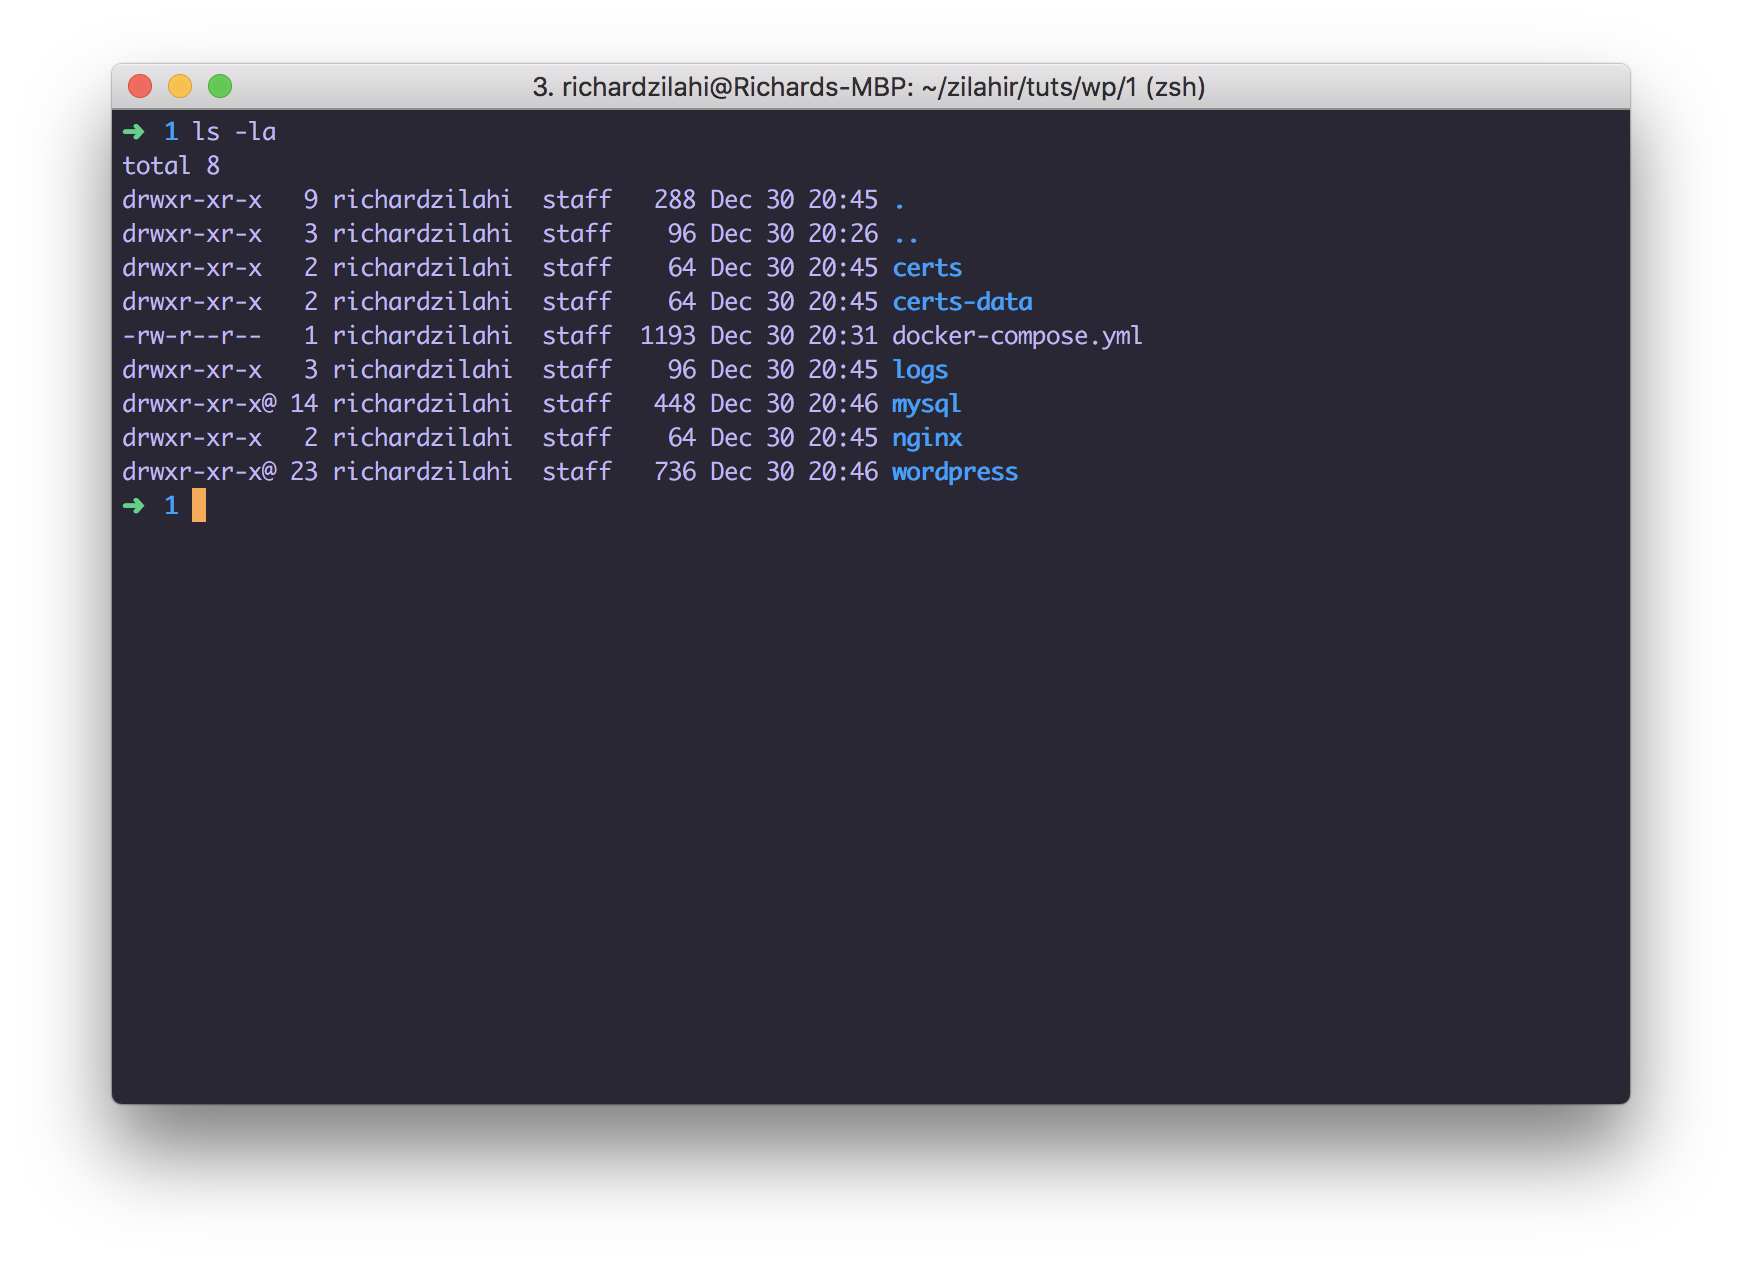 3. richardzilahi@Richards-MBP: ~/zilahir/tuts/wp/1 (zsh)
➜  1 ls -la
total 8
drwxr-xr-x   9 richardzilahi  staff   288 Dec 30 20:45 .
drwxr-xr-x   3 richardzilahi  staff    96 Dec 30 20:26 ..
drwxr-xr-x   2 richardzilahi  staff    64 Dec 30 20:45 certs
drwxr-xr-x   2 richardzilahi  staff    64 Dec 30 20:45 certs-data
-rw-r--r--   1 richardzilahi  staff  1193 Dec 30 20:31 docker-compose.yml
drwxr-xr-x   3 richardzilahi  staff    96 Dec 30 20:45 logs
drwxr-xr-x@ 14 richardzilahi  staff   448 Dec 30 20:46 mysql
drwxr-xr-x   2 richardzilahi  staff    64 Dec 30 20:45 nginx
drwxr-xr-x@ 23 richardzilahi  staff   736 Dec 30 20:46 wordpress
➜  1